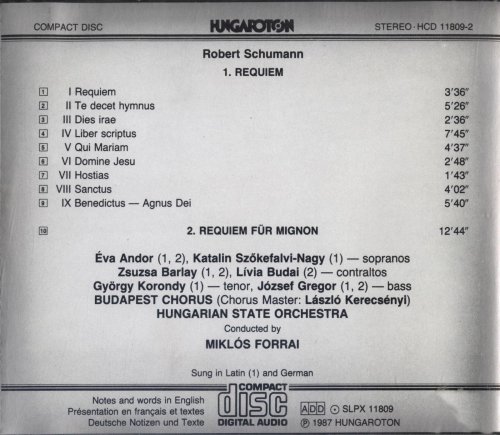 COMPACT DISC HUNGAROTON STEREO · HCD 11809-2
Robert Schumann
1. REQUIEM
1 I Requiem 3′36″
2 II Te decet hymnus 5′26″
3 III Dies irae 2′36″
4 IV Liber scriptus 7′45″
5 V Qui Mariam 4′37″
6 VI Domine Jesu 2′48″
7 VII Hostias 1′43″
8 VIII Sanctus 4′02″
9 IX Benedictus — Agnus Dei 5′40″
10 2. REQUIEM FÜR MIGNON 12′44″
Éva Andor (1, 2), Katalin Szőkefalvi-Nagy (1) — sopranos
Zsuzsa Barlay (1, 2), Lívia Budai (2) — contraltos
György Korondy (1) — tenor, József Gregor (1, 2) — bass
BUDAPEST CHORUS (Chorus Master: László Kerecsényi)
HUNGARIAN STATE ORCHESTRA
Conducted by
MIKLÓS FORRAI
Sung in Latin (1) and German
Notes and words in English
Présentation en français et textes
Deutsche Notizen und Texte
COMPACT
disc
DIGITAL AUDIO
ADD SLPX 11809
Ⓟ 1987 HUNGAROTON